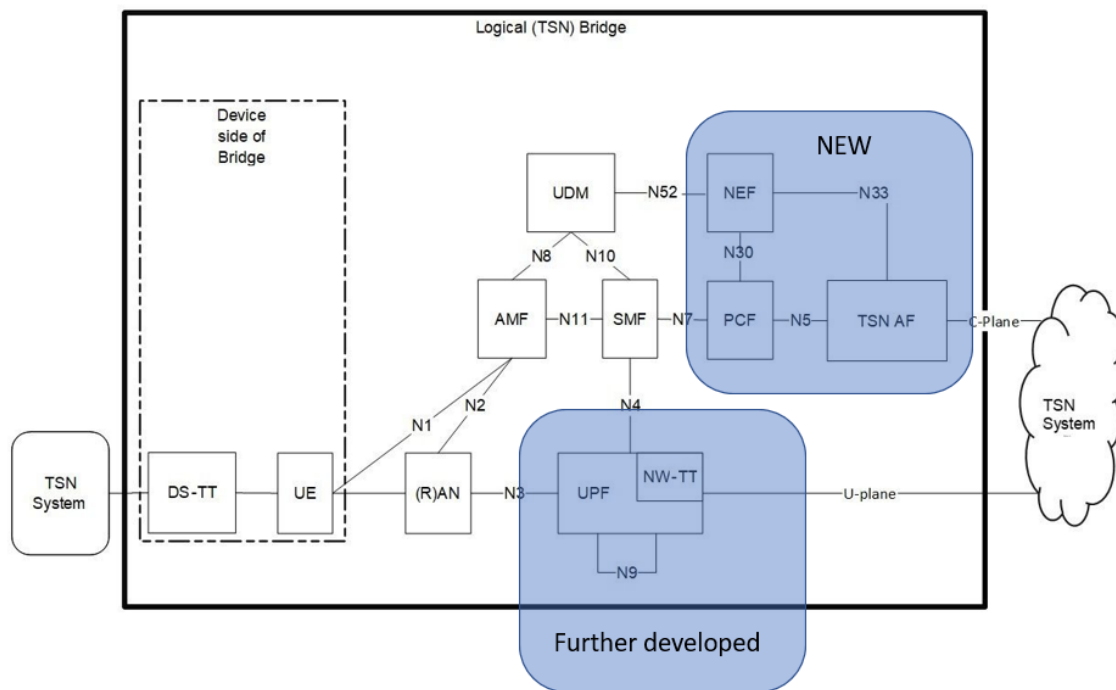 Logical (TSN) Bridge
Device
side of
Bridge
NEW
UDM
N52
NEF
N33
N8
N10
N30
AMF
N11
SMF
N7
PCF
N5
TSN AF
C-Plane
N1
N2
N4
TSN
System
TSN
System
DS-TT
UE
(R)AN
N3
UPF
NW-TT
U-plane
N9
Further developed